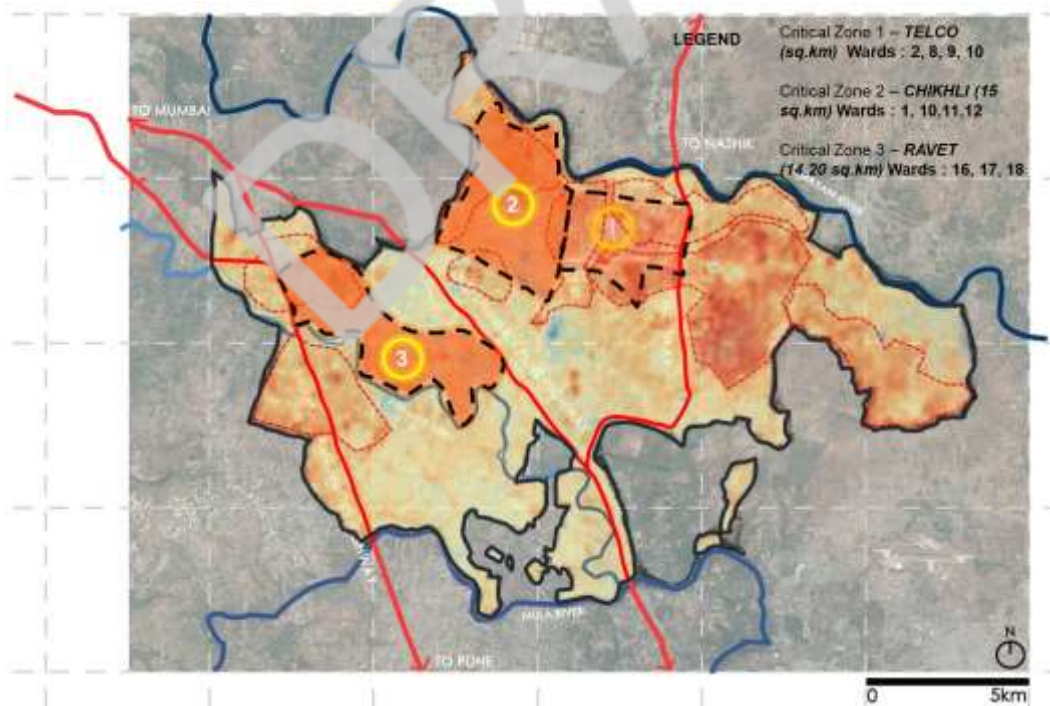 LEGEND
Critical Zone 1 – TELCO
(sq.km) Wards : 2, 8, 9, 10
Critical Zone 2 – CHIKHLI (15
sq.km) Wards : 1, 10,11,12
Critical Zone 3 – RAVET
(14.20 sq.km) Wards : 16, 17, 18
TO MUMBAI
TO NASHIK
2
1
3
MULA RIVER
TO PUNE
N
0 5km